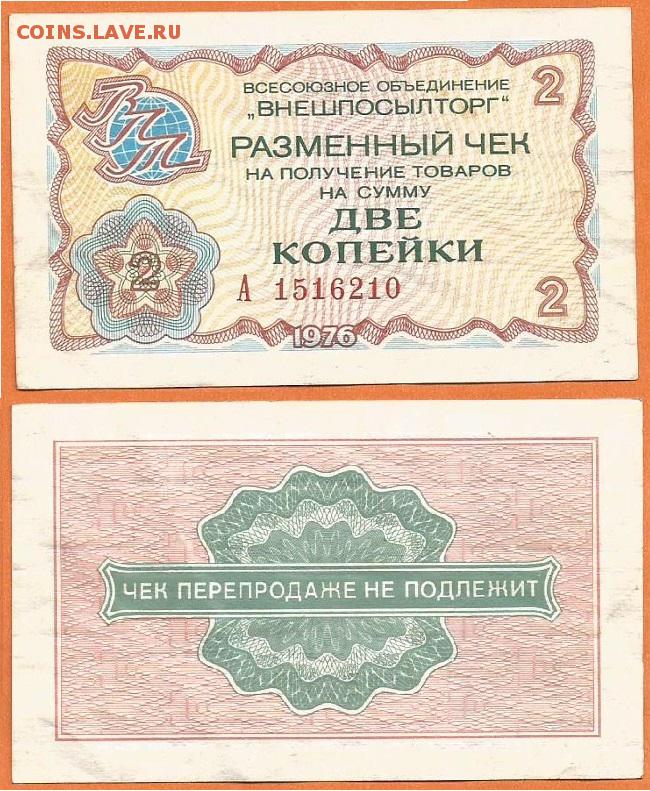 COINS.LAVE.RU
ВПТ
ВСЕСОЮЗНОЕ ОБЪЕДИНЕНИЕ
„ВНЕШПОСЫЛТОРГ“
2
РАЗМЕННЫЙ ЧЕК
НА ПОЛУЧЕНИЕ ТОВАРОВ
НА СУММУ
ДВЕ
КОПЕЙКИ
2
А 1516210
2
1976
ЧЕК ПЕРЕПРОДАЖЕ НЕ ПОДЛЕЖИТ